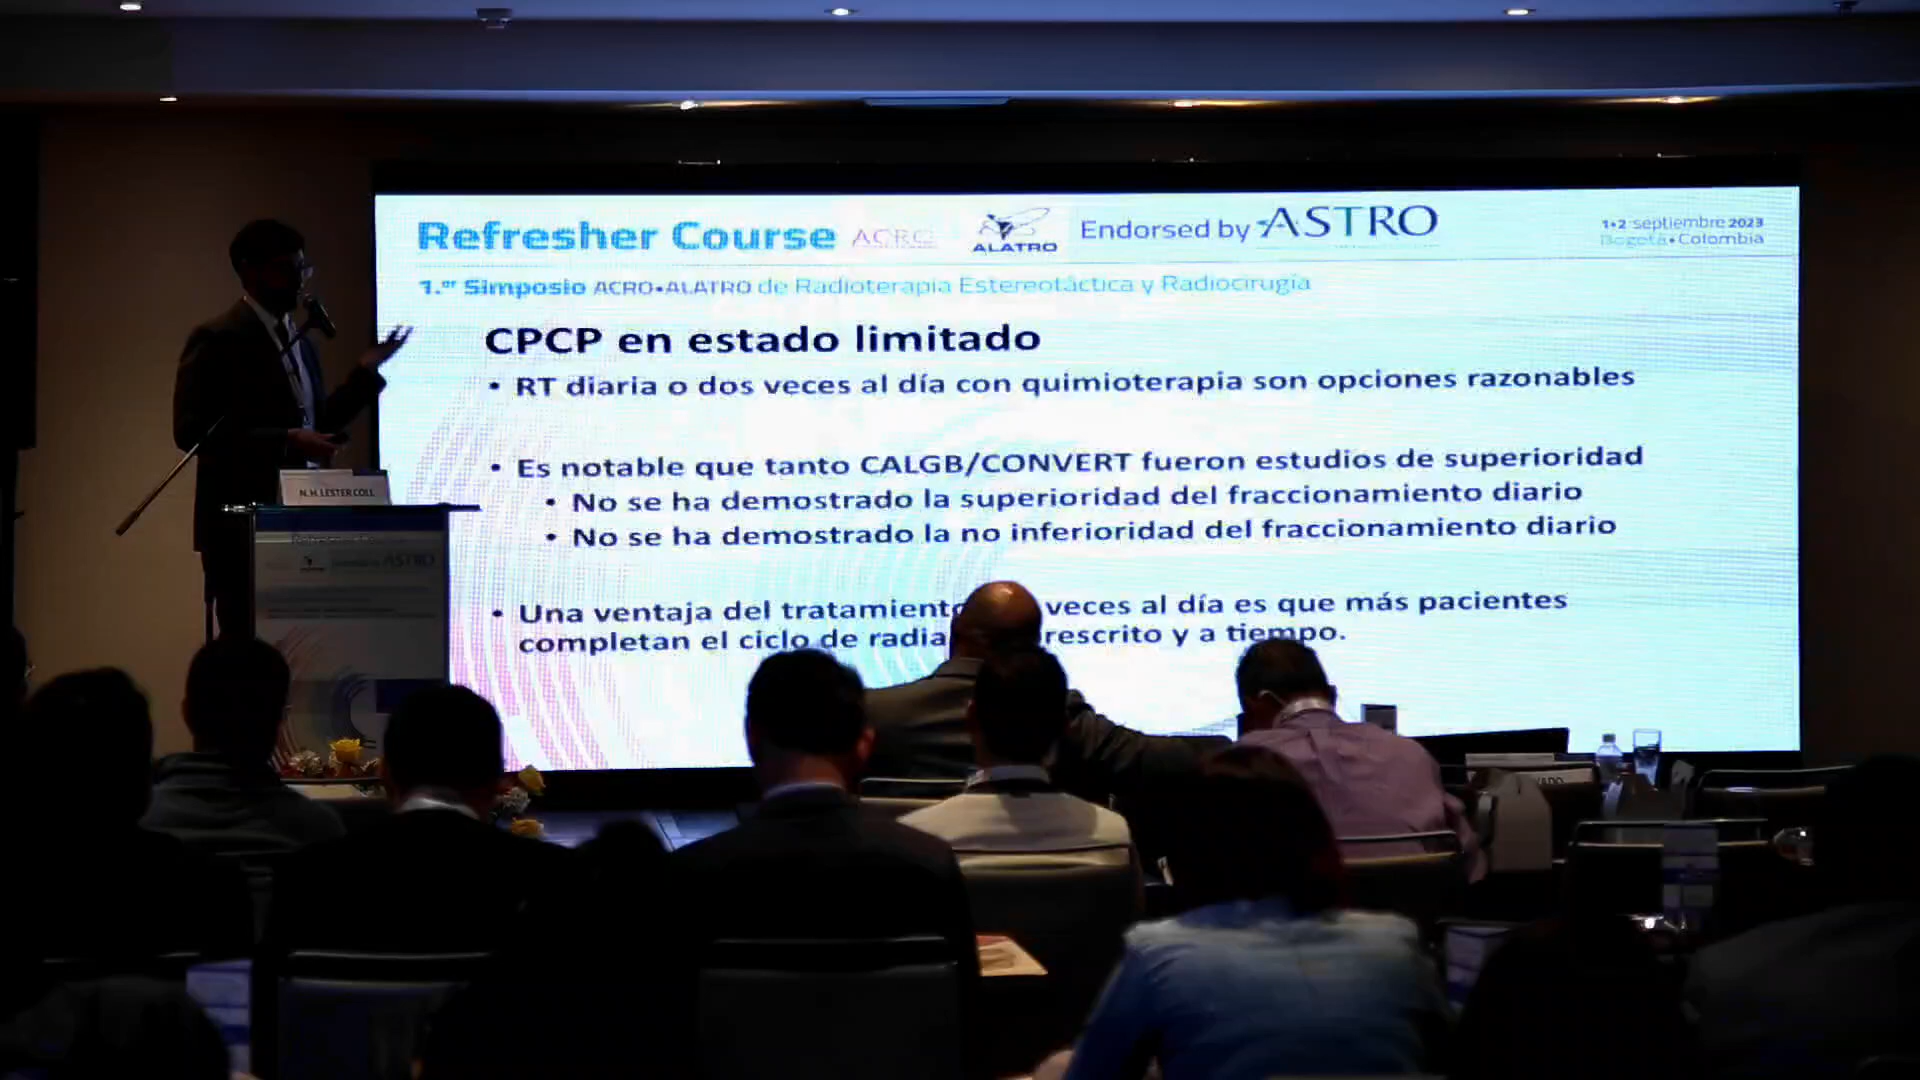 Refresher Course ACRO ALATRO Endorsed by ASTRO
1•2 septiembre 2023
Bogotá•Colombia
1.er Simposio ACRO•ALATRO de Radioterapia Estereotáctica y Radiocirugía
CPCP en estado limitado
• RT diaria o dos veces al día con quimioterapia son opciones razonables
• Es notable que tanto CALGB/CONVERT fueron estudios de superioridad
• No se ha demostrado la superioridad del fraccionamiento diario
• No se ha demostrado la no inferioridad del fraccionamiento diario
• Una ventaja del tratamiento veces al día es que más pacientes
completan el ciclo de radia rescrito y a tiempo.
N.H. LESTER COLL
ASTRO